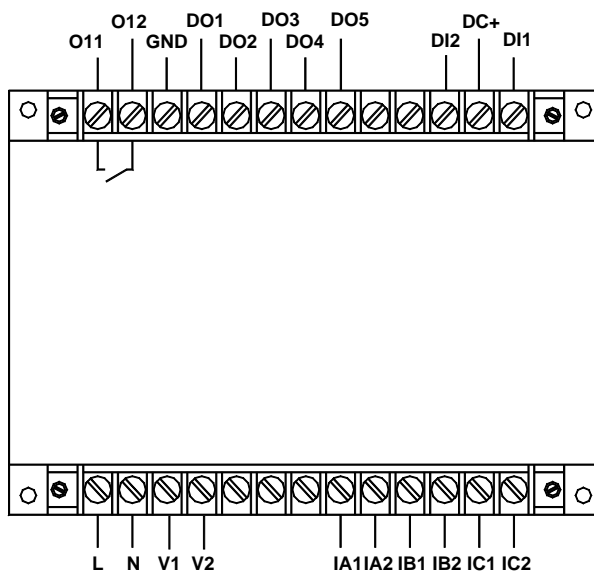 O12 DO1 DO3 DO5 DC+
O11 GND DO2 DO4 DI2 DI1
L N V1 V2 IA1 IA2 IB1 IB2 IC1 IC2